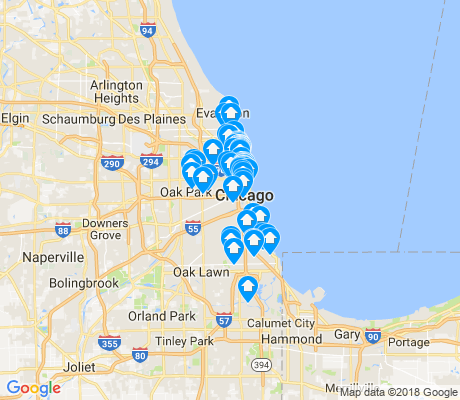 94
Arlington
Heights
Evanston
Elgin
Schaumburg
Des Plaines
90
290
294
Oak Park
Chicago
Downers
Grove
88
55
Naperville
Oak Lawn
Bolingbrook
Orland Park
57
Calumet City
Tinley Park
Gary
90
Hammond
Portage
355
80
Joliet
394
Merrillville
Google
Map data ©2018 Google